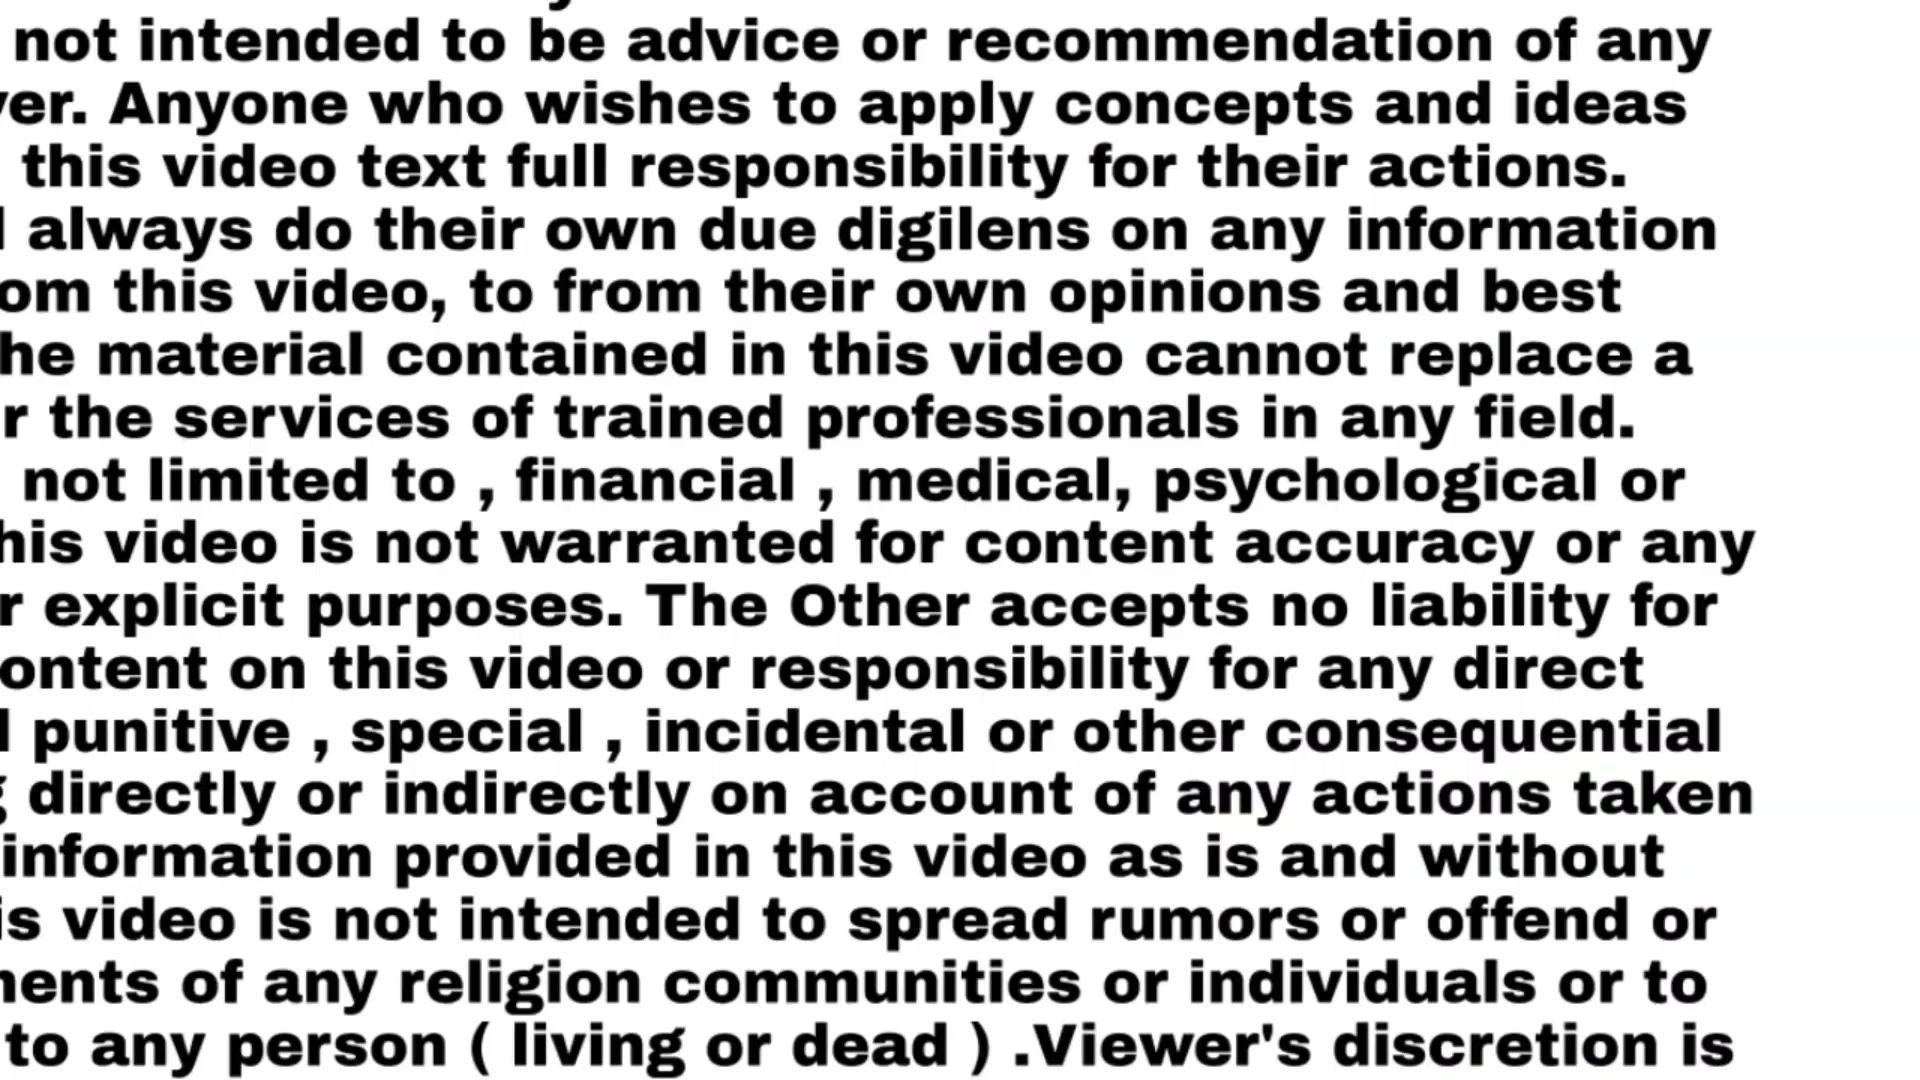 not intended to be advice or recommendation of any
Anyone who wishes to apply concepts and ideas
this video text full responsibility for their actions.
always do their own due digilens on any information
this video, to from their own opinions and best
material contained in this video cannot replace a
the services of trained professionals in any field.
not limited to , financial , medical, psychological or
video is not warranted for content accuracy or any
explicit purposes. The Other accepts no liability for
on this video or responsibility for any direct
punitive , special , incidental or other consequential
directly or indirectly on account of any actions taken
information provided in this video as is and without
video is not intended to spread rumors or offend or
of any religion communities or individuals or to
to any person ( living or dead ) .Viewer's discretion is